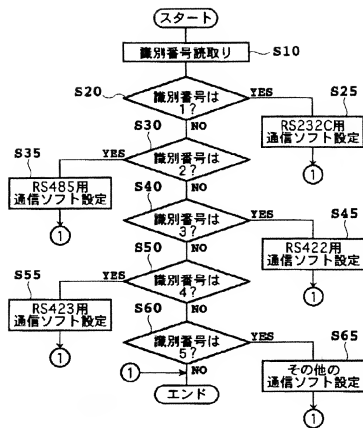 スタート
識別番号読取り
S10
S20
識別番号は
1?
YES
S25
NO
RS232C用
通信ソフト設定
1
S30
識別番号は
2?
YES
S35
NO
RS485用
通信ソフト設定
1
S40
識別番号は
3?
YES
S45
NO
RS422用
通信ソフト設定
1
S50
識別番号は
4?
YES
S55
NO
RS423用
通信ソフト設定
1
S60
識別番号は
5?
YES
S65
NO
その他の
通信ソフト設定
1
1
エンド